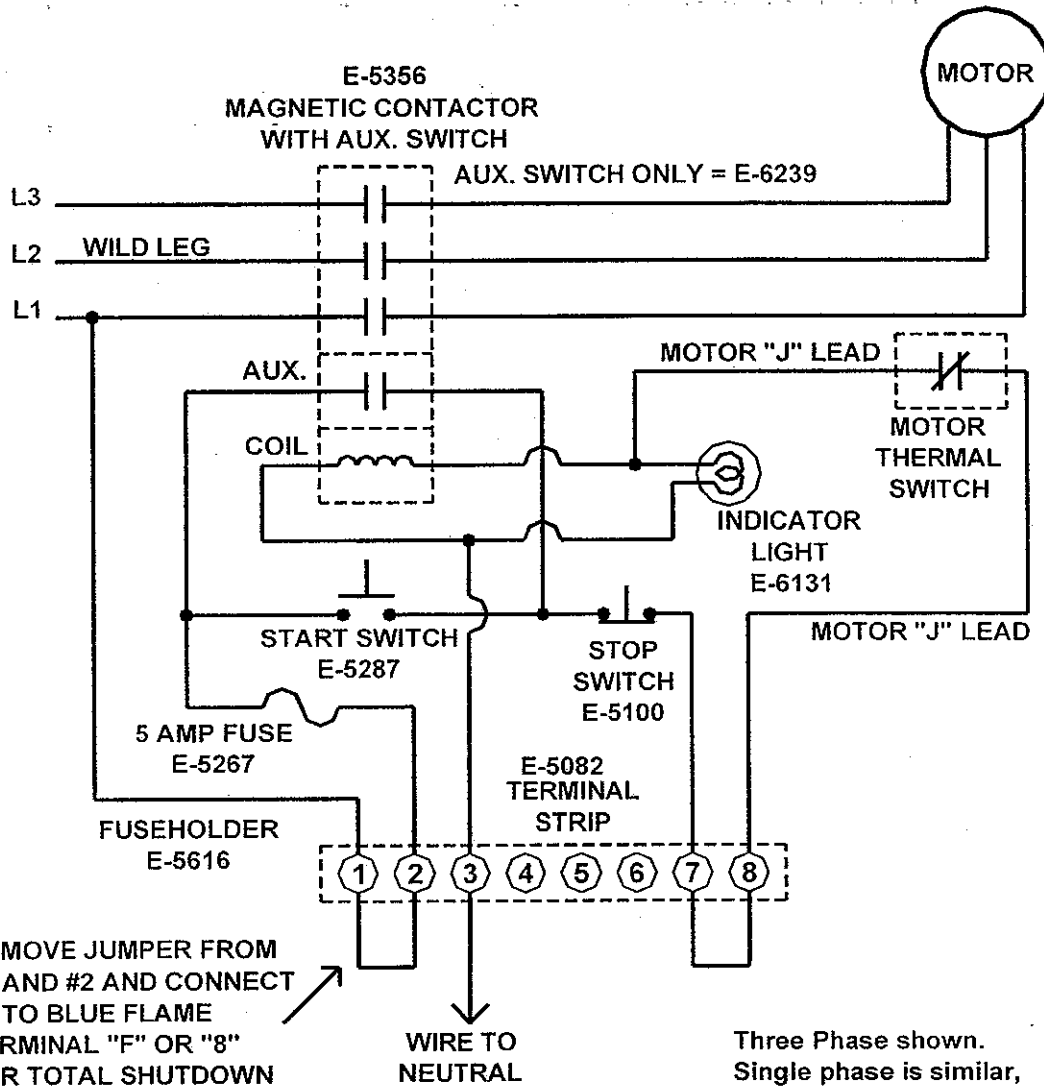 MOTOR
E-5356
MAGNETIC CONTACTOR
WITH AUX. SWITCH
AUX. SWITCH ONLY = E-6239
L3
L2 WILD LEG
L1
AUX.
MOTOR "J" LEAD
COIL
MOTOR
THERMAL
SWITCH
INDICATOR
LIGHT
E-6131
START SWITCH
E-5287
STOP
SWITCH
E-5100
MOTOR "J" LEAD
5 AMP FUSE
E-5267
E-5082
TERMINAL
STRIP
FUSEHOLDER
E-5616
1 2 3 4 5 6 7 8
MOVE JUMPER FROM
AND #2 AND CONNECT
TO BLUE FLAME
RMINAL "F" OR "8"
R TOTAL SHUTDOWN
WIRE TO
NEUTRAL
Three Phase shown.
Single phase is similar,